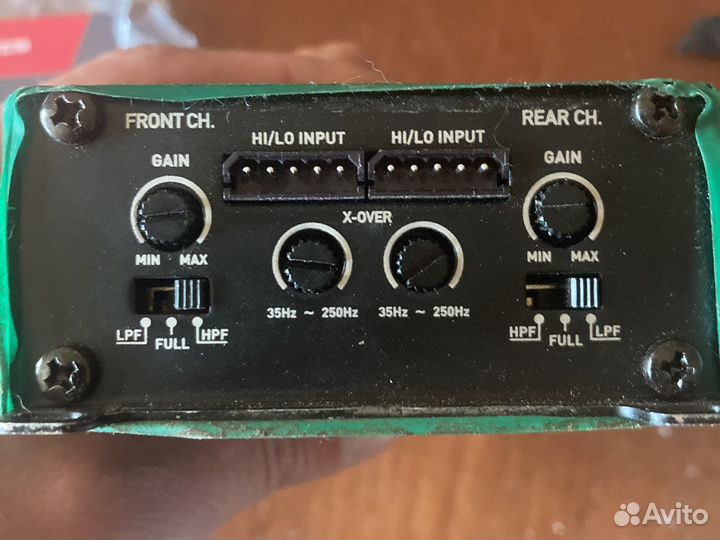 FRONT CH.
REAR CH.
HI/LO INPUT
HI/LO INPUT
GAIN
GAIN
X-OVER
MIN MAX
MIN MAX
35Hz ~ 250Hz
35Hz ~ 250Hz
LPF FULL HPF
HPF FULL LPF
Avito